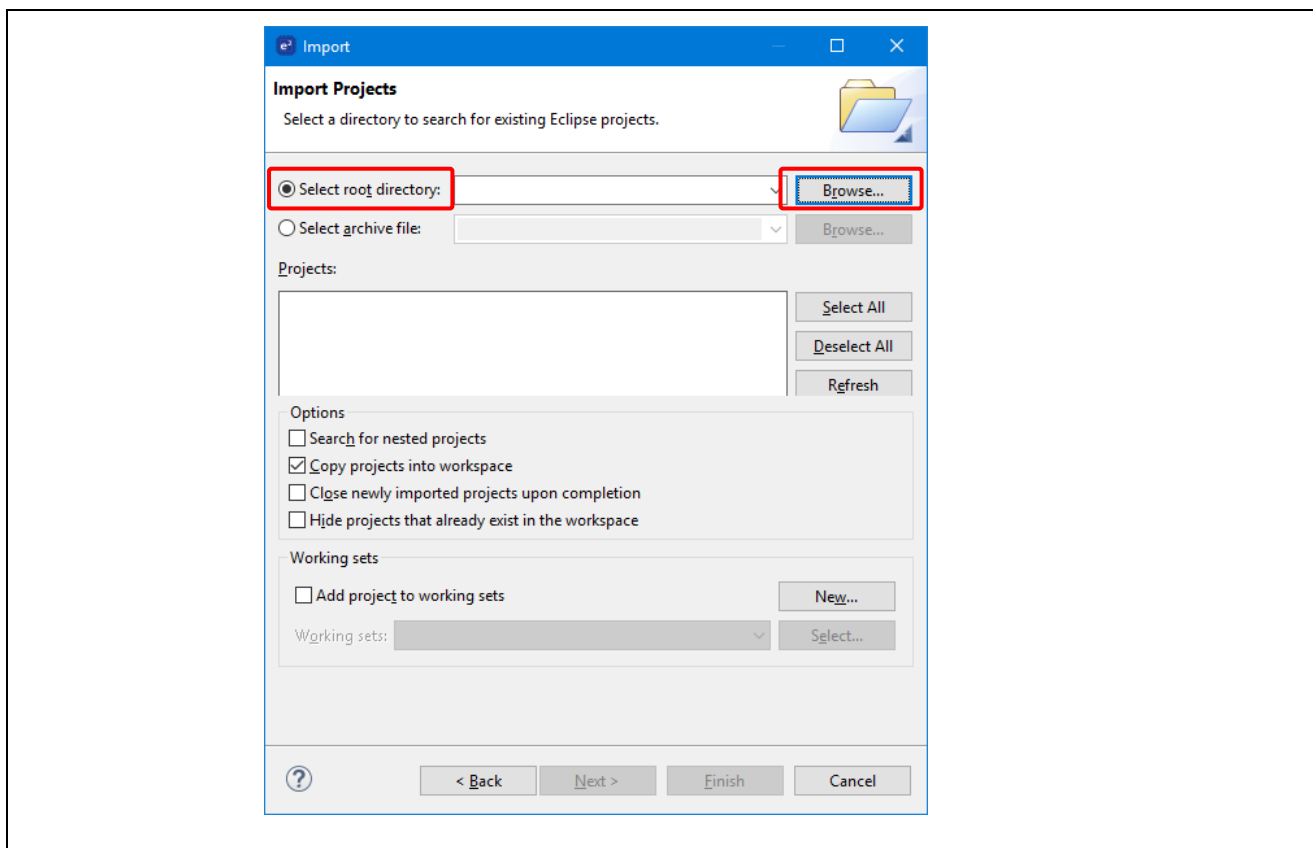 e² Import
Import Projects
Select a directory to search for existing Eclipse projects.
Select root directory: Browse...
Select archive file: Browse...
Projects:
Select All
Deselect All
Refresh
Options
Search for nested projects
Copy projects into workspace
Close newly imported projects upon completion
Hide projects that already exist in the workspace
Working sets
Add project to working sets New...
Working sets: Select...
? < Back Next > Finish Cancel